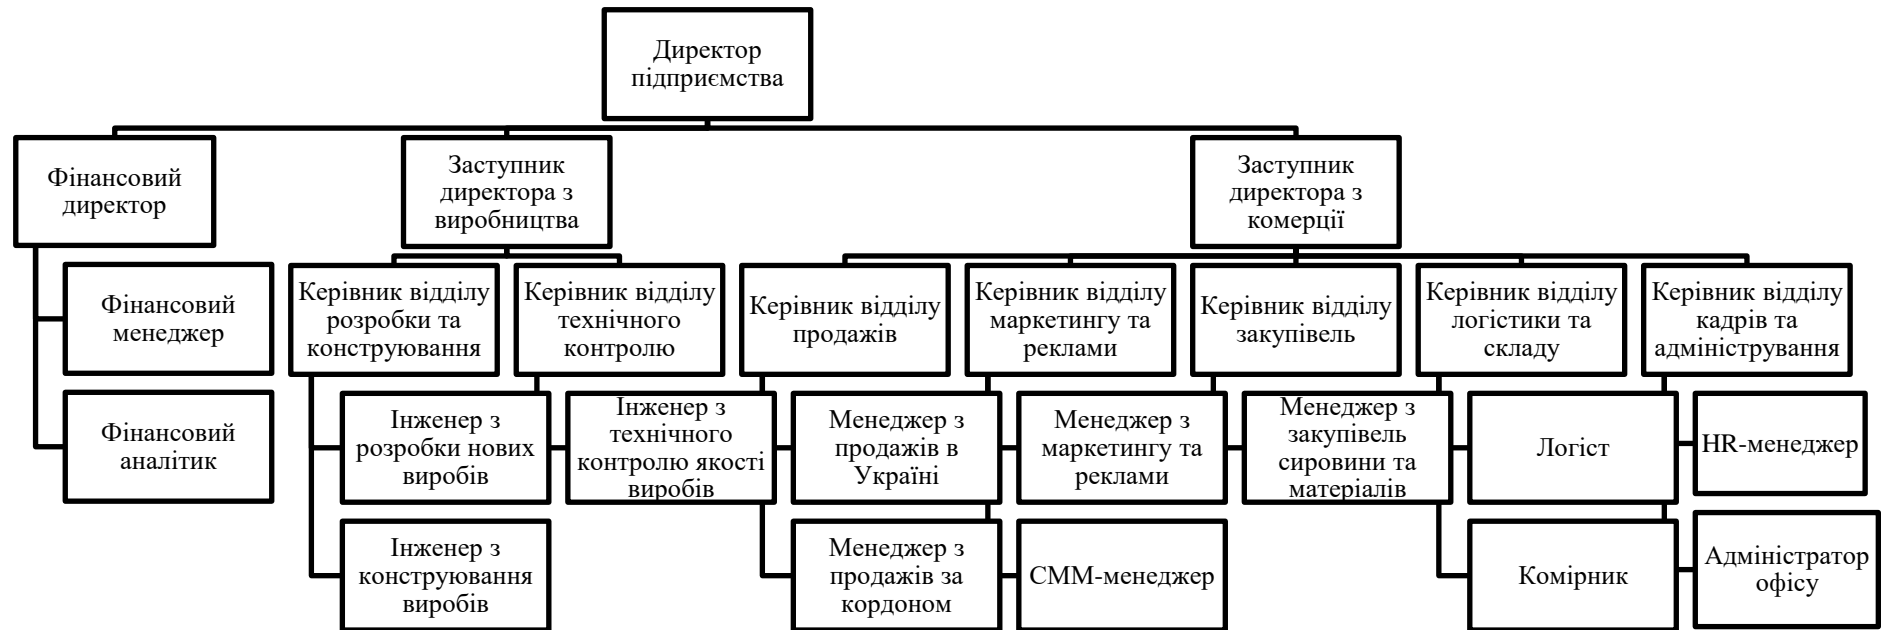 Директор
підприємства
Фінансовий
директор
Заступник
директора з
виробництва
Заступник
директора з
комерції
Фінансовий
менеджер
Фінансовий
аналітик
Керівник відділу
розробки та
конструювання
Керівник відділу
технічного
контролю
Керівник відділу
продажів
Керівник відділу
маркетингу та
реклами
Керівник відділу
закупівель
Керівник відділу
логістики та
складу
Керівник відділу
кадрів та
адміністрування
Інженер з
розробки нових
виробів
Інженер з
конструювання
виробів
Інженер з
технічного
контролю якості
виробів
Менеджер з
продажів в
Україні
Менеджер з
продажів за
кордоном
Менеджер з
маркетингу та
реклами
СММ-менеджер
Менеджер з
закупівель
сировини та
матеріалів
Логіст
Комірник
HR-менеджер
Адміністратор
офісу